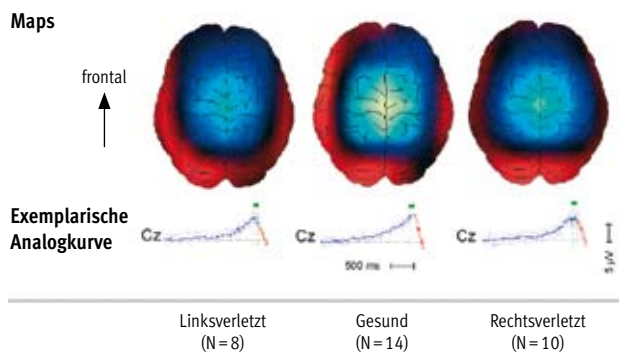 Maps
frontal
Exemplarische
Analogkurve
Cz
Cz
Cz
500 ms
5 µV
Linksverletzt
(N = 8)
Gesund
(N = 14)
Rechtsverletzt
(N = 10)